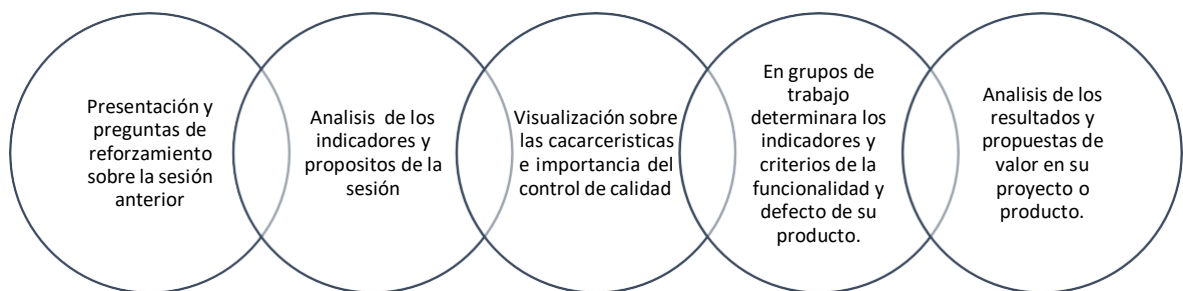 Presentación y
preguntas de
reforzamiento
sobre la sesión
anterior
Analisis de los
indicadores y
propositos de la
sesión
Visualización sobre
las cacarceristicas
e importancia del
control de calidad
En grupos de
trabajo
determinara los
indicadores y
criterios de la
funcionalidad y
defecto de su
producto.
Analisis de los
resultados y
propuestas de
valor en su
proyecto o
producto.